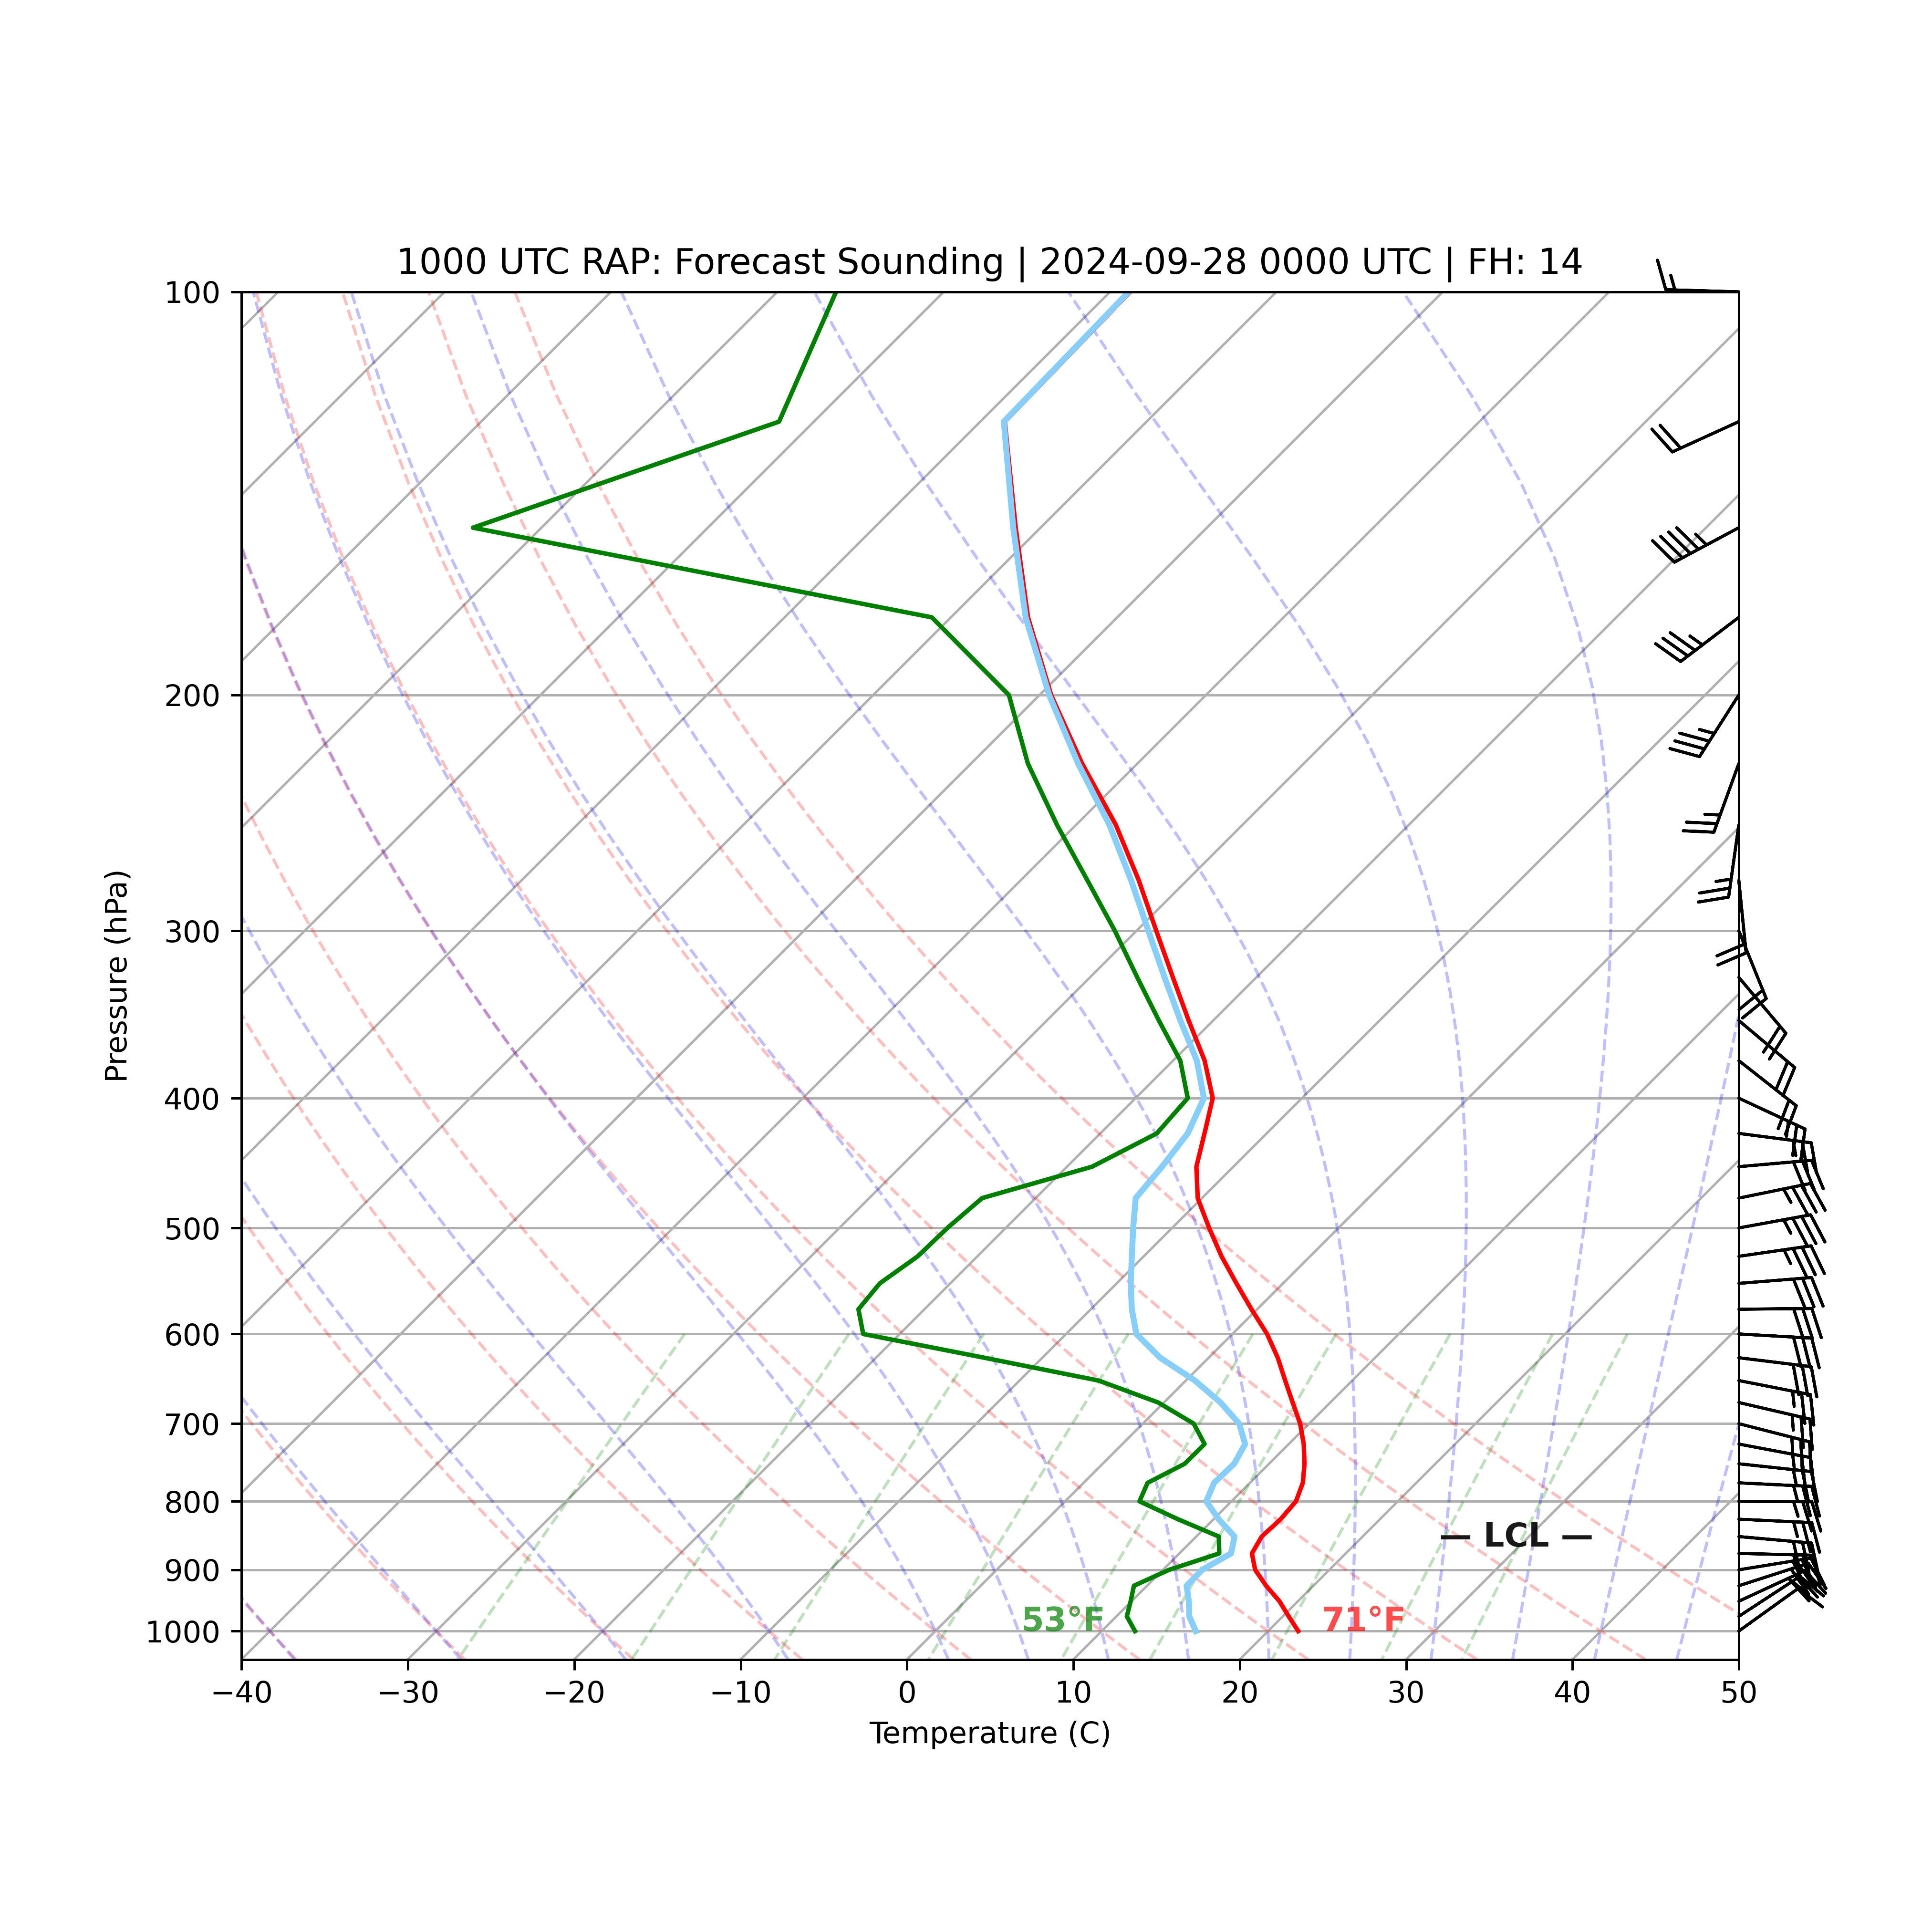 1000 UTC RAP: Forecast Sounding | 2024-09-28 0000 UTC | FH: 14
100
200
300
400
500
600
700
800
900
1000
Pressure (hPa)
— LCL —
53°F
71°F
−40 −30 −20 −10 0 10 20 30 40 50
Temperature (C)